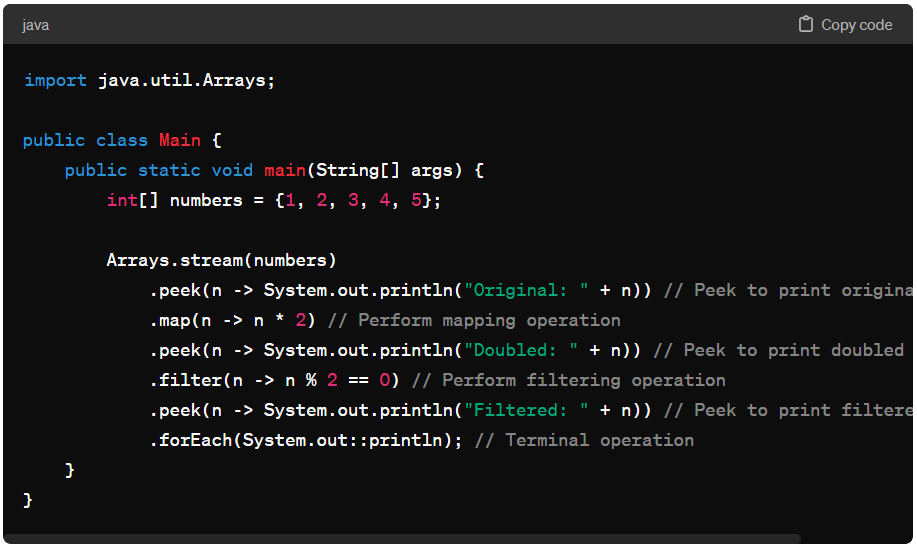 java
Copy code
import java.util.Arrays;
public class Main {
    public static void main(String[] args) {
        int[] numbers = {1, 2, 3, 4, 5};
        Arrays.stream(numbers)
            .peek(n -> System.out.println("Original: " + n)) // Peek to print origina
            .map(n -> n * 2) // Perform mapping operation
            .peek(n -> System.out.println("Doubled: " + n)) // Peek to print doubled
            .filter(n -> n % 2 == 0) // Perform filtering operation
            .peek(n -> System.out.println("Filtered: " + n)) // Peek to print filtere
            .forEach(System.out::println); // Terminal operation
    }
}